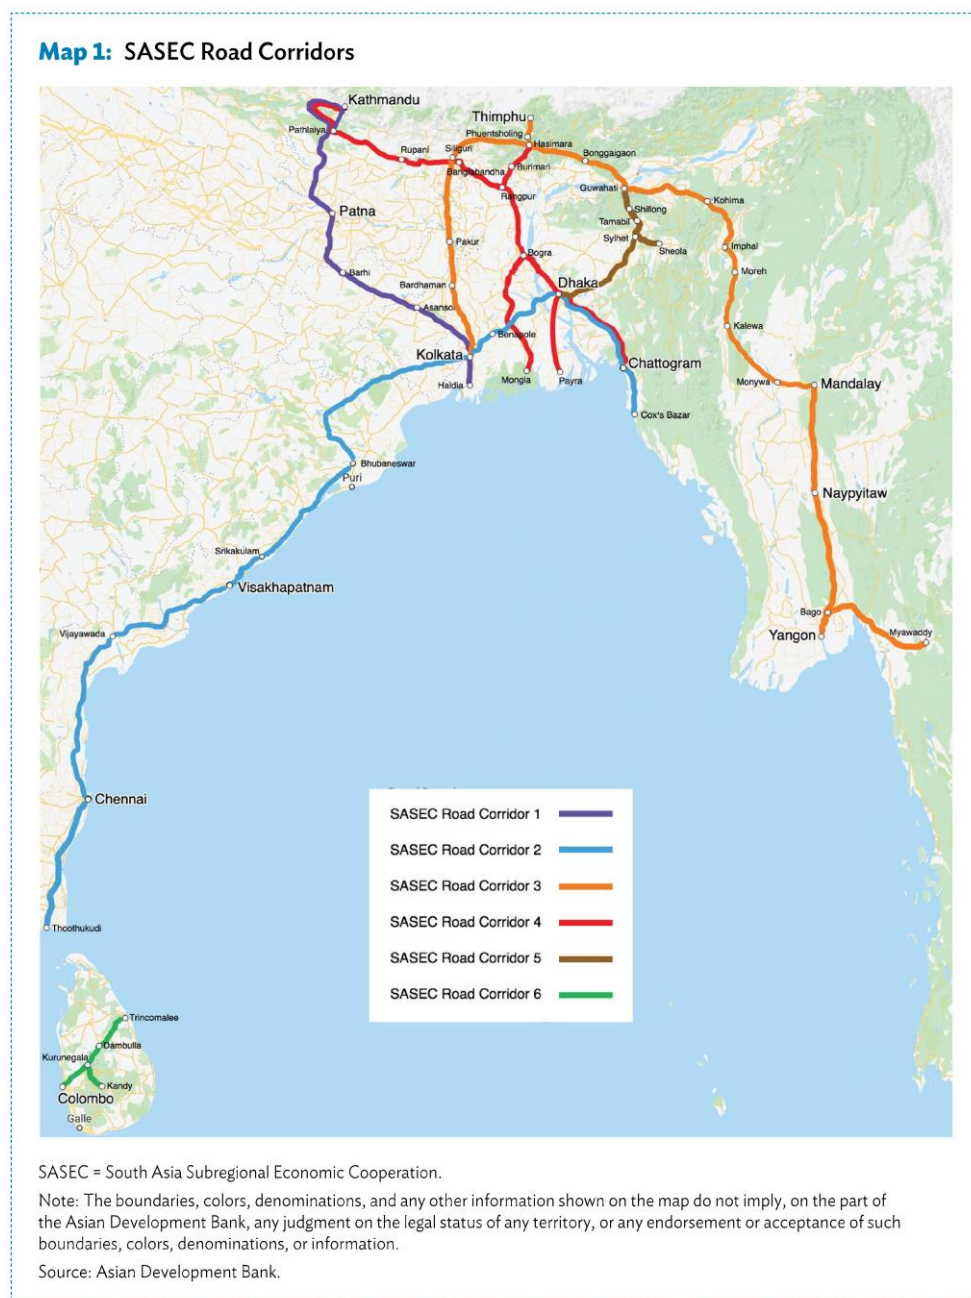 Map 1: SASEC Road Corridors
Kathmandu
Thimphu
Pathlaiya
Phuentsholing
Rupani
Siliguri
Hasimara
Bonggaigaon
Banglabandha
Burimari
Guwahati
Rangpur
Kohima
Patna
Shillong
Tamabil
Sylhet
Pakur
Imphal
Sheola
Bogra
Barhi
Moreh
Bardhaman
Dhaka
Asansol
Kalewa
Benapole
Kolkata
Chattogram
Haldia
Mongla
Payra
Monywa
Mandalay
Cox's Bazar
Bhubaneswar
Puri
Naypyitaw
Srikakulam
Visakhapatnam
Bago
Vijayawada
Yangon
Myawaddy
Chennai
SASEC Road Corridor 1
SASEC Road Corridor 2
SASEC Road Corridor 3
SASEC Road Corridor 4
SASEC Road Corridor 5
SASEC Road Corridor 6
Thoothukudi
Trincomalee
Dambulla
Kurunegala
Kandy
Colombo
Galle
SASEC = South Asia Subregional Economic Cooperation.
Note: The boundaries, colors, denominations, and any other information shown on the map do not imply, on the part of
the Asian Development Bank, any judgment on the legal status of any territory, or any endorsement or acceptance of such
boundaries, colors, denominations, or information.
Source: Asian Development Bank.